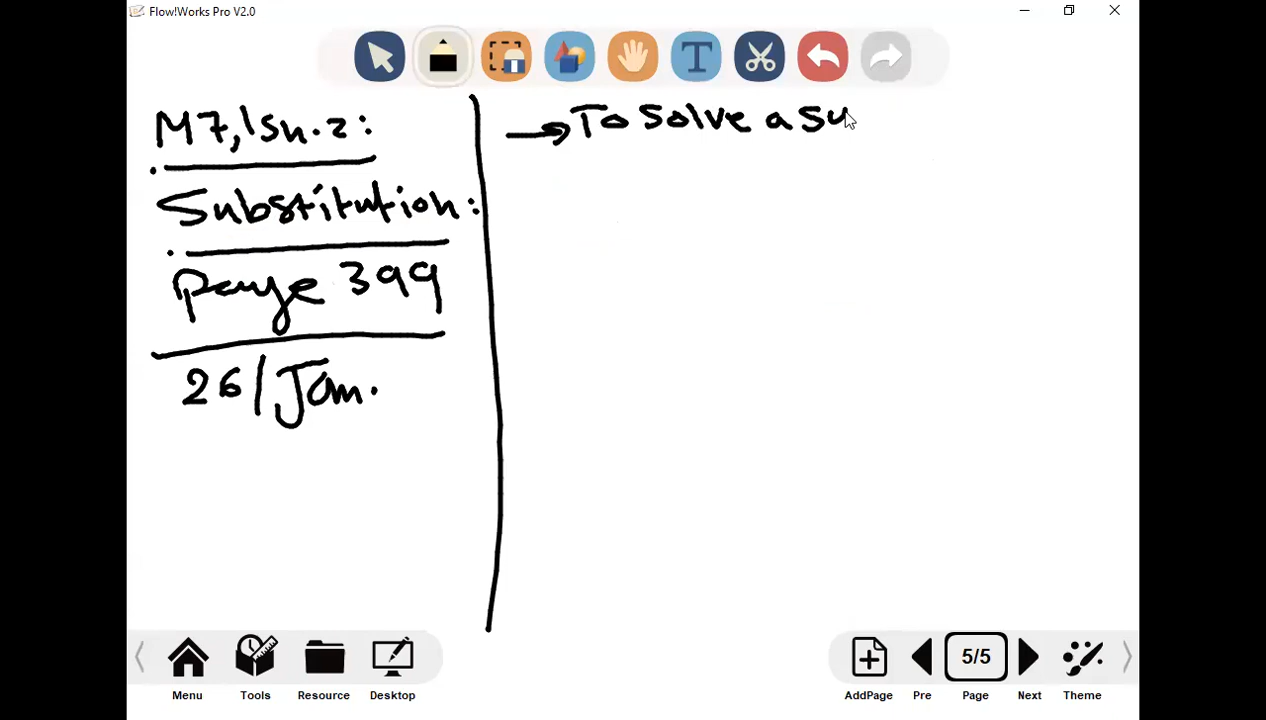 Flow!Works Pro V2.0
M7, lsn. 2:
Substitution:
page 399
26/Jan.
→To solve a su
Menu
Tools
Resource
Desktop
AddPage
Pre
5/5
Page
Next
Theme